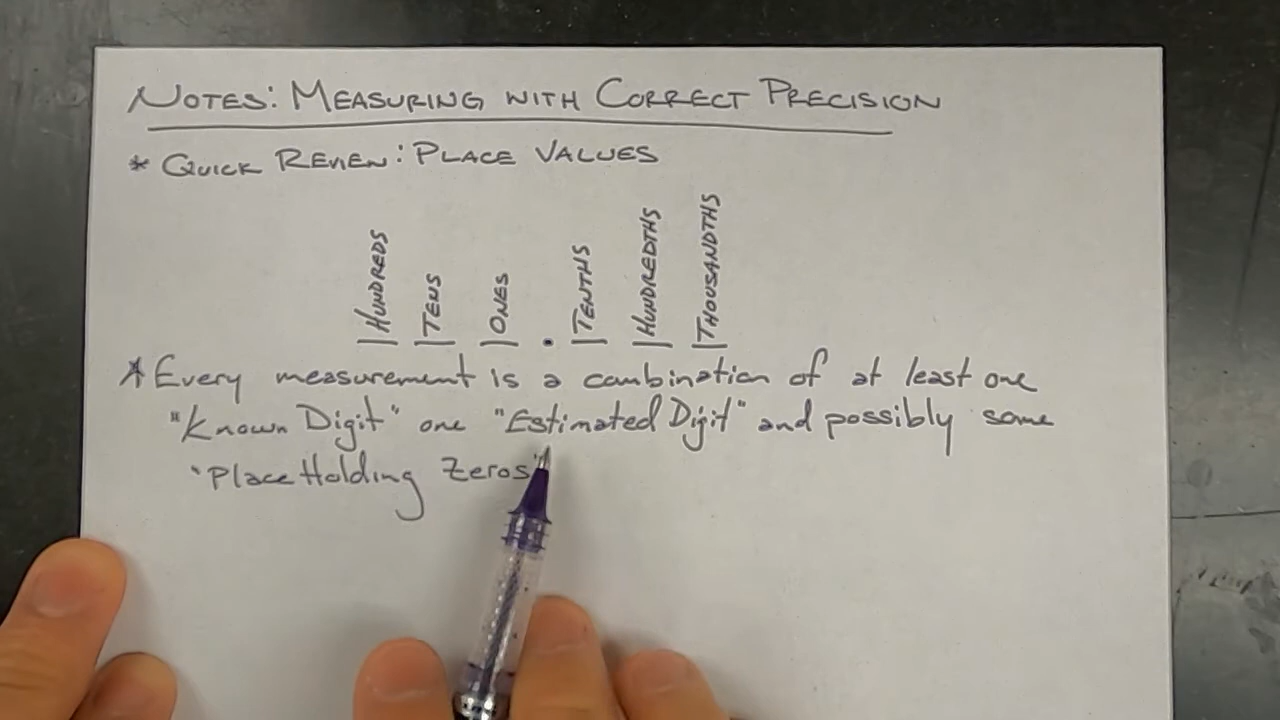 NOTES: MEASURING WITH CORRECT PRECISION
* QUICK REVIEW: PLACE VALUES
HUNDREDS TENS ONES . TENTHS HUNDREDTHS THOUSANDTHS
* Every measurement is a combination of at least one
"Known Digit" one "Estimated Digit" and possibly some
"Place Holding Zeros"